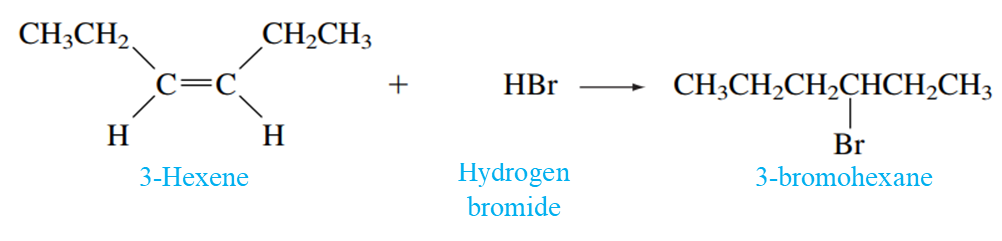 CH₃CH₂ CH₂CH₃
C=C + HBr ⟶ CH₃CH₂CH₂CHCH₂CH₃
H H Br
3-Hexene Hydrogen bromide 3-bromohexane